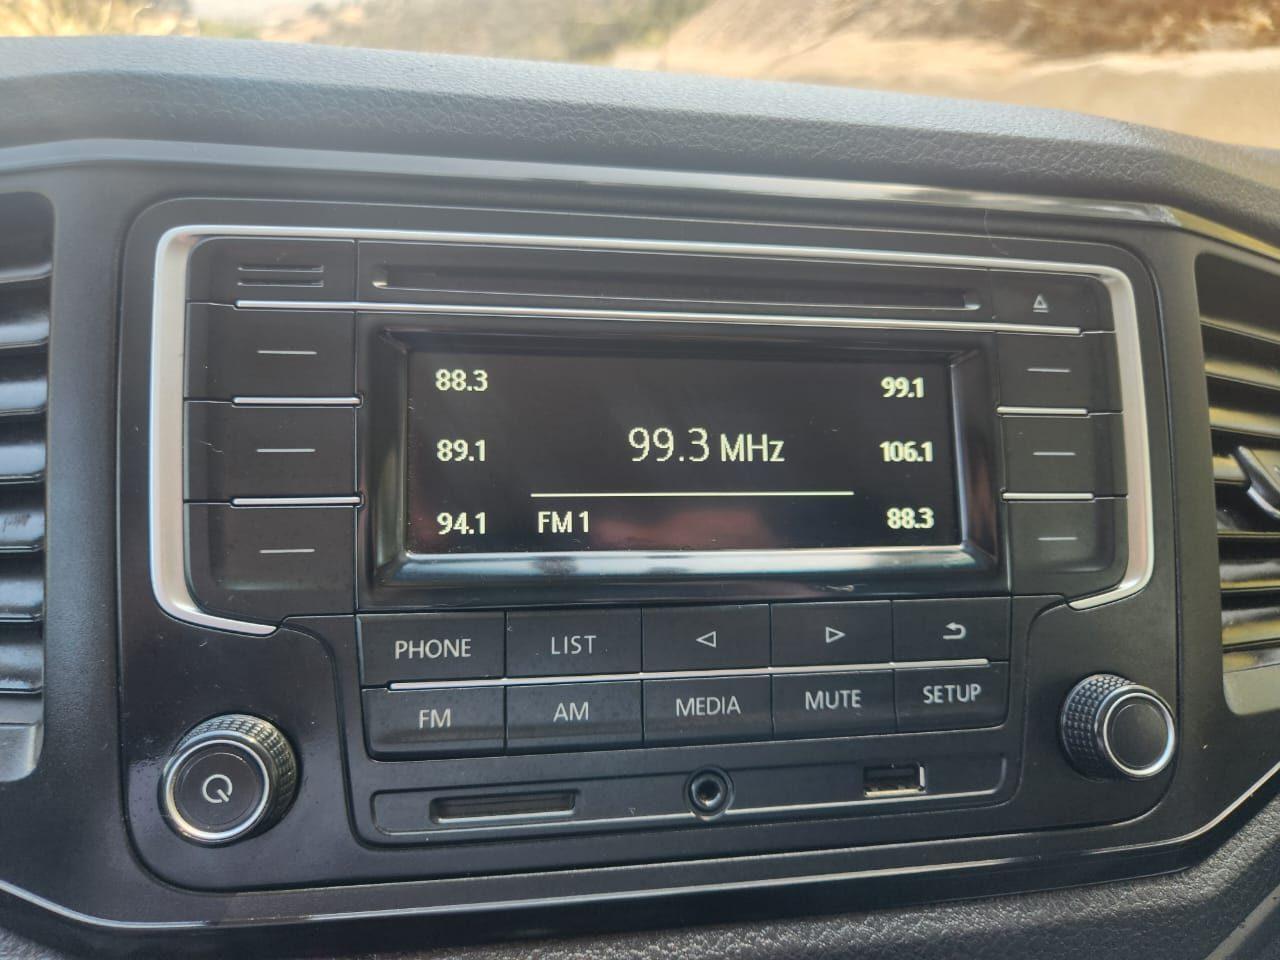 88.3
99.1
99.3 MHz
89.1
106.1
94.1
FM 1
88.3
PHONE
LIST
FM
AM
MEDIA
MUTE
SETUP